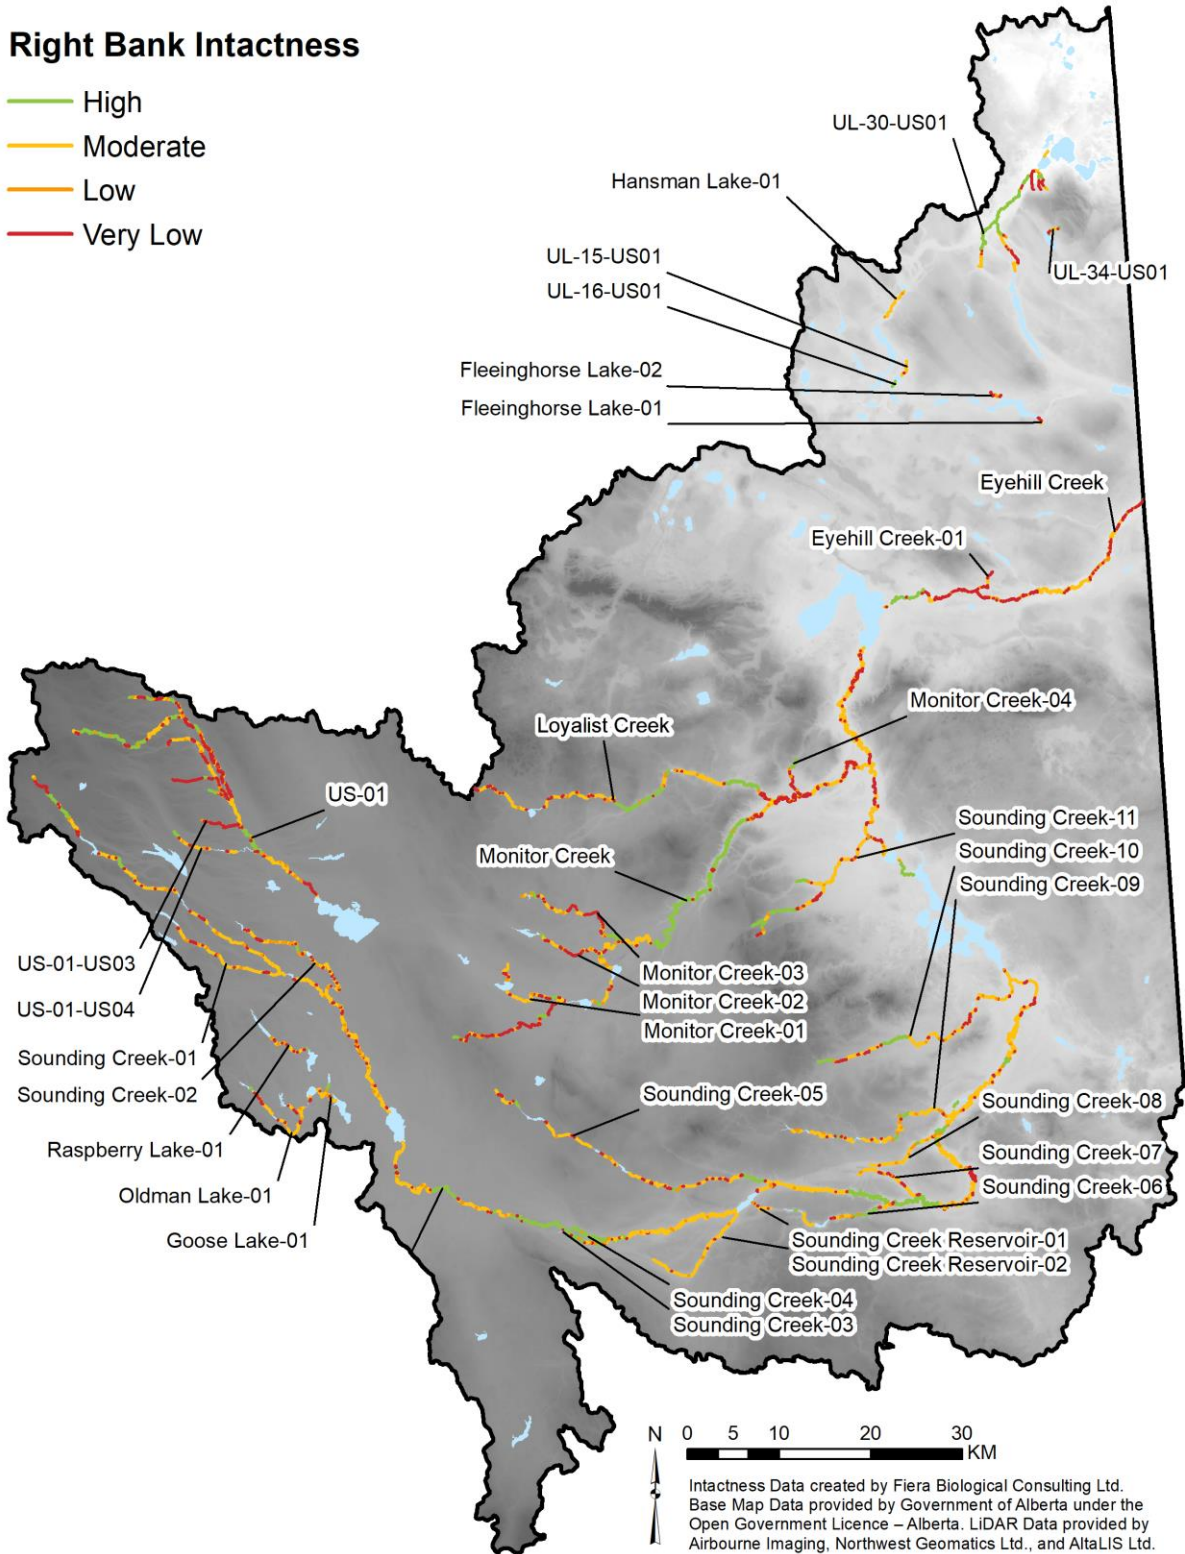 Right Bank Intactness
High
Moderate
Low
Very Low
UL-30-US01
Hansman Lake-01
UL-15-US01
UL-16-US01
UL-34-US01
Fleeinghorse Lake-02
Fleeinghorse Lake-01
Eyehill Creek
Eyehill Creek-01
Monitor Creek-04
Loyalist Creek
US-01
Sounding Creek-11
Monitor Creek
Sounding Creek-10
Sounding Creek-09
US-01-US03
Monitor Creek-03
US-01-US04
Monitor Creek-02
Monitor Creek-01
Sounding Creek-01
Sounding Creek-02
Sounding Creek-05
Sounding Creek-08
Raspberry Lake-01
Sounding Creek-07
Oldman Lake-01
Sounding Creek-06
Goose Lake-01
Sounding Creek Reservoir-01
Sounding Creek Reservoir-02
Sounding Creek-04
Sounding Creek-03
N 0 5 10 20 30
KM
Intactness Data created by Fiera Biological Consulting Ltd.
Base Map Data provided by Government of Alberta under the
Open Government Licence – Alberta. LiDAR Data provided by
Airbourne Imaging, Northwest Geomatics Ltd., and AltaLIS Ltd.